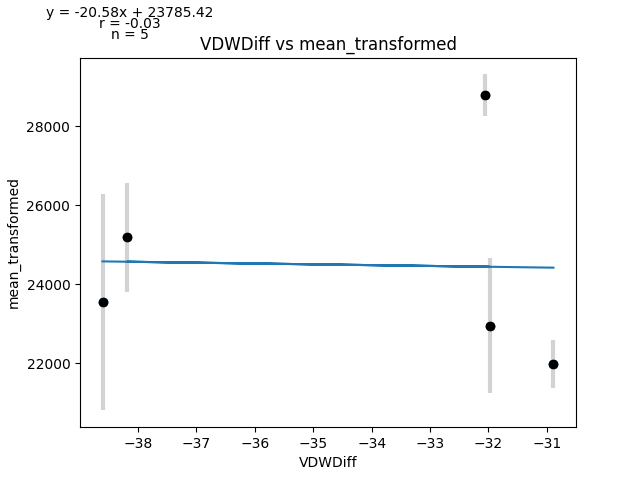 y = -20.58x + 23785.42
r = -0.03
n = 5
VDWDiff vs mean_transformed
mean_transformed
28000
26000
24000
22000
−38 −37 −36 −35 −34 −33 −32 −31
VDWDiff